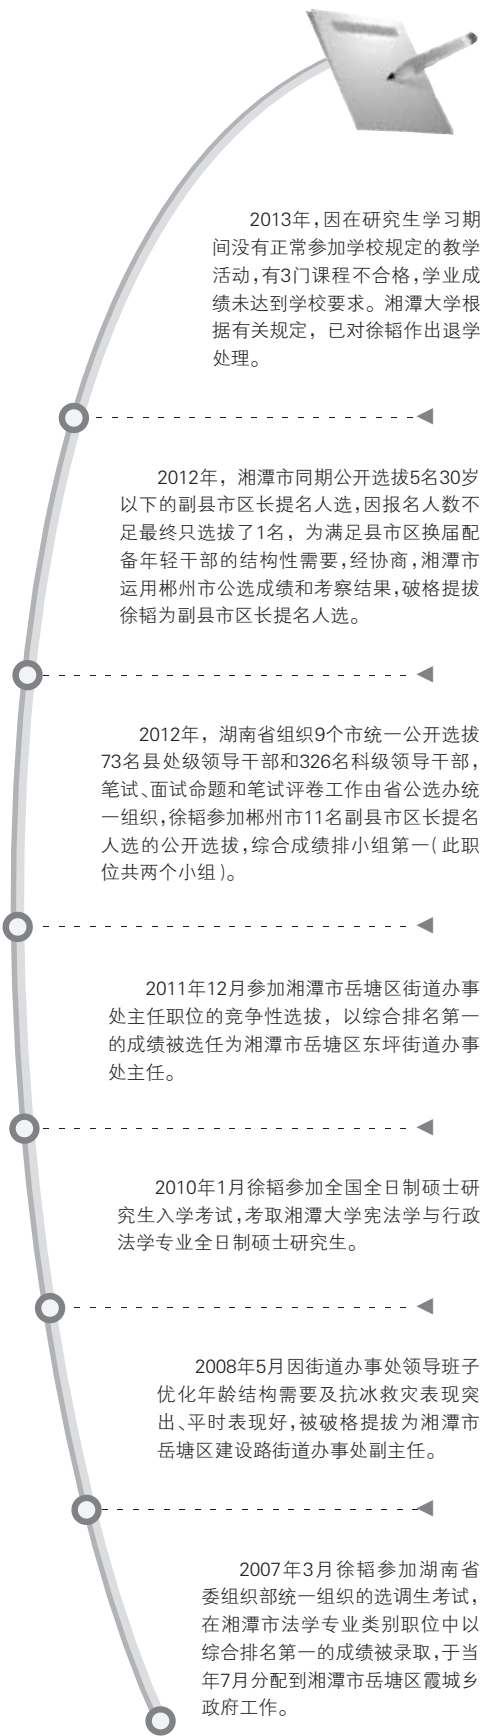 2013年,因在研究生学习期
间没有正常参加学校规定的教学
活动,有3门课程不合格,学业成
绩未达到学校要求。湘潭大学根
据有关规定，已对徐韬作出退学
处理。
2012年，湘潭市同期公开选拔5名30岁
以下的副县市区长提名人选,因报名人数不
足最终只选拔了1名，为满足县市区换届配
备年轻干部的结构性需要,经协商,湘潭市
运用郴州市公选成绩和考察结果,破格提拔
徐韬为副县市区长提名人选。
2012年，湖南省组织9个市统一公开选拔
73名县处级领导干部和326名科级领导干部,
笔试、面试命题和笔试评卷工作由省公选办统
一组织,徐韬参加郴州市11名副县市区长提名
人选的公开选拔,综合成绩排小组第一(此职
位共两个小组)。
2011年12月参加湘潭市岳塘区街道办事
处主任职位的竞争性选拔，以综合排名第一
的成绩被选任为湘潭市岳塘区东坪街道办事
处主任。
2010年1月徐韬参加全国全日制硕士研
究生入学考试,考取湘潭大学宪法学与行政
法学专业全日制硕士研究生。
2008年5月因街道办事处领导班子
优化年龄结构需要及抗冰救灾表现突
出、平时表现好,被破格提拔为湘潭市
岳塘区建设路街道办事处副主任。
2007年3月徐韬参加湖南省
委组织部统一组织的选调生考试,
在湘潭市法学专业类别职位中以
综合排名第一的成绩被录取,于当
年7月分配到湘潭市岳塘区霞城乡
政府工作。